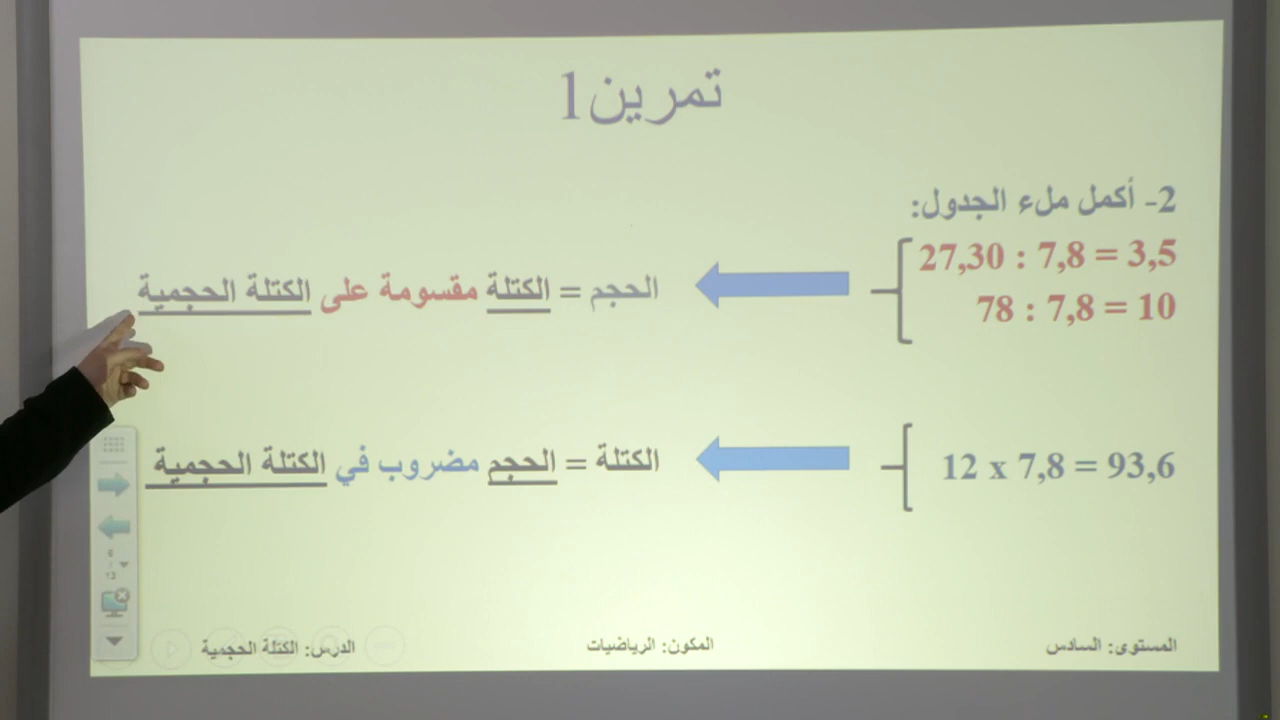 تمرين1
2- أكمل ملء الجدول:
27,30 : 7,8 = 3,5
78 : 7,8 = 10
الحجم = الكتلة مقسومة على الكتلة الحجمية
12 x 7,8 = 93,6
الكتلة = الحجم مضروب في الكتلة الحجمية
6
/
13
المستوى: السادس
المكون: الرياضيات
الدرس: الكتلة الحجمية